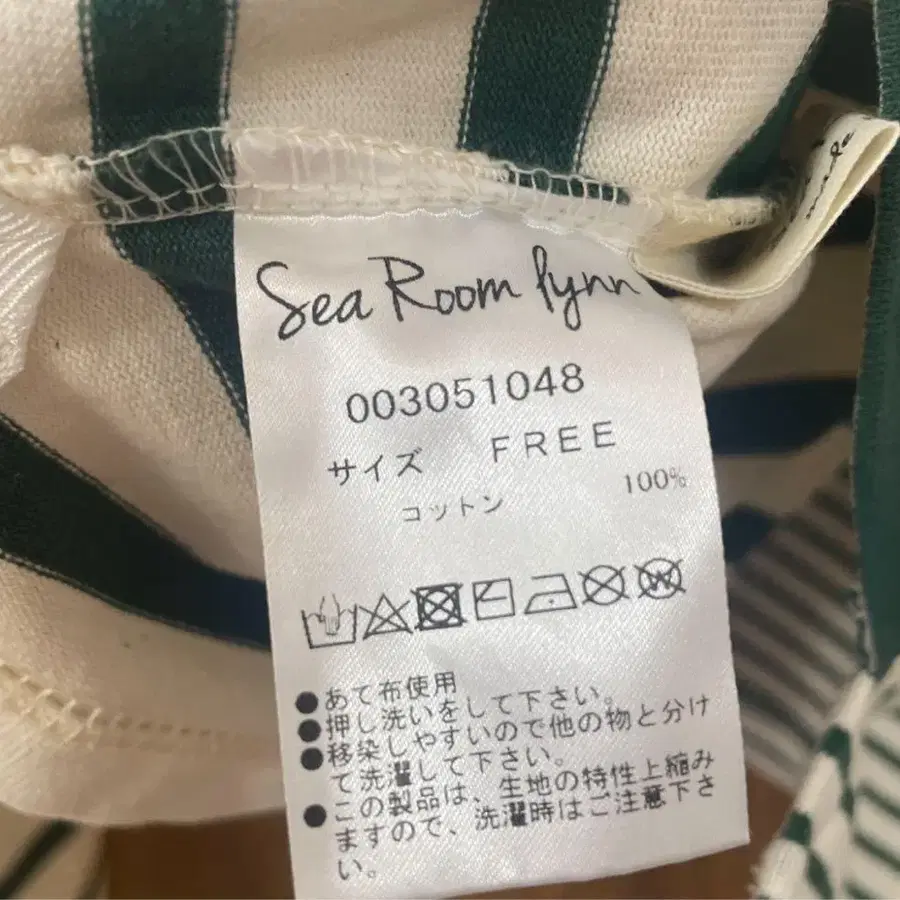 Sea Room lynn
003051048
サイズ FREE
コットン 100%
●あて布使用
●押し洗いをして下さい。
●移染しやすいので他の物と分け
て洗濯して下さい。
●この製品は、生地の特性上縮み
ますので、洗濯時はご注意下さ
い。